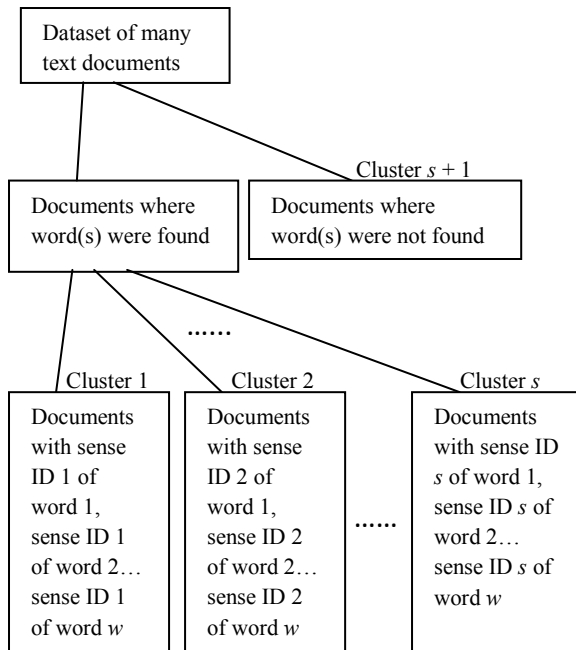 Dataset of many
text documents
Cluster s + 1
Documents where
word(s) were found
Documents where
word(s) were not found
......
Cluster 1
Cluster 2
Cluster s
Documents
with sense
ID 1 of
word 1,
sense ID 1
of word 2…
sense ID 1
of word w
Documents
with sense
ID 2 of
word 1,
sense ID 2
of word 2…
sense ID 2
of word w
......
Documents
with sense ID
s of word 1,
sense ID s of
word 2…
sense ID s of
word w